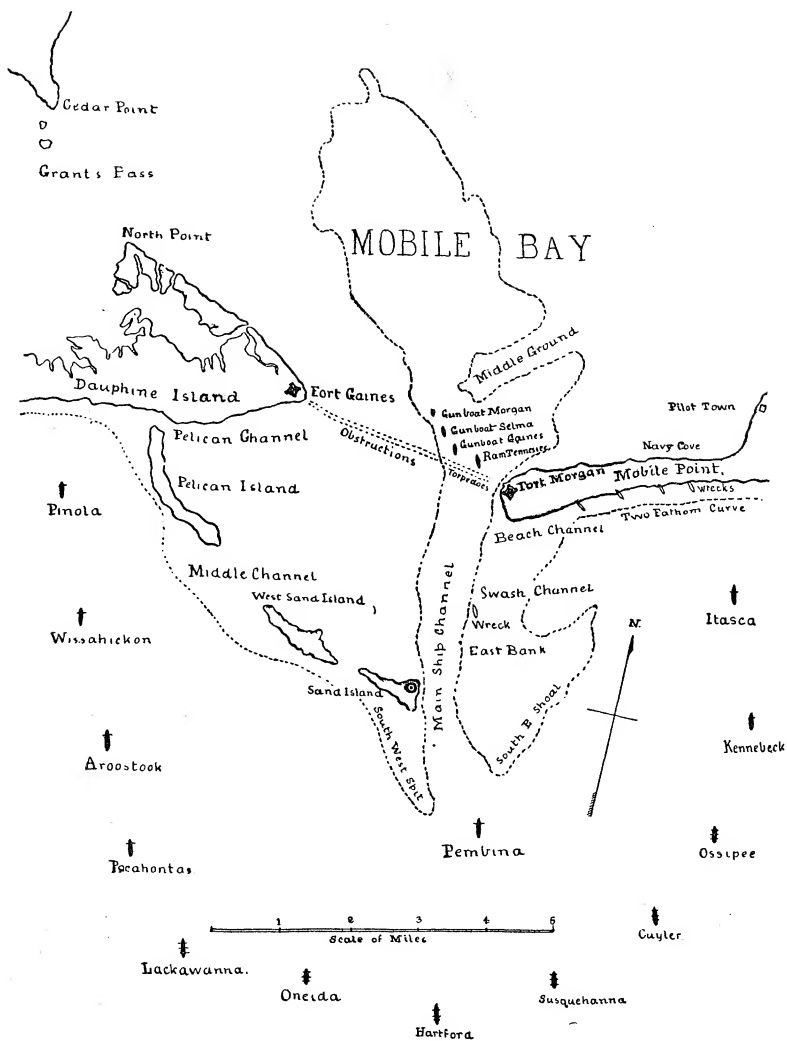 Cedar Point
Grants Pass
North Point
MOBILE BAY
Middle Ground
Dauphine Island
Fort Gaines
Gunboat Morgan
Gunboat Selma
Gunboat Gaines
Ram Tennessee
Pilot Town
Navy Cove
Pelican Channel
Obstructions
Torpedoes
Fort Morgan
Mobile Point.
Wrecks
Two Fathom Curve
Beach Channel
Pelican Island
Pinola
Middle Channel
West Sand Island
Swash Channel
Wreck
Itasca
Wissahickon
East Bank
N.
Main Ship Channel
Sand Island
South West Spit
South E Shoal
Kennebeck
Aroostook
Pembina
Ossipee
Pocahontas
1 2 3 4 5
Scale of Miles
Cuyler
Lackawanna.
Oneida
Susquehanna
Hartford